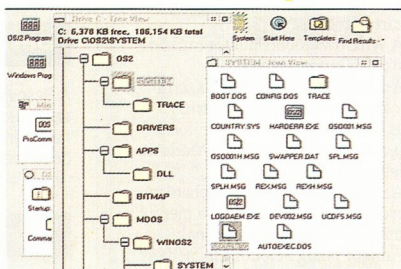 Drive C - Tree View
C: 6,378 KB free, 106,154 KB total
Drive C\OS2\SYSTEM
OS/2 Program
Windows Prog
ProComm
Startup
Comma
OS2
TRACE
DRIVERS
APPS
DLL
BITMAP
MDOS
WINOS2
SYSTEM
System
Start Here
Templates
Find Results -
SYSTEM - Icon View
BOOT.DOS
CONFIG.DOS
TRACE
COUNTRY.SYS
HARDERR.EXE
OSO001.MSG
OSO001H.MSG
SWAPPER.DAT
SPL.MSG
SPLH.MSG
REX.MSG
REXH.MSG
LOGDAEM.EXE
DEV002.MSG
UCDFS.MSG
AUTOEXEC.DOS